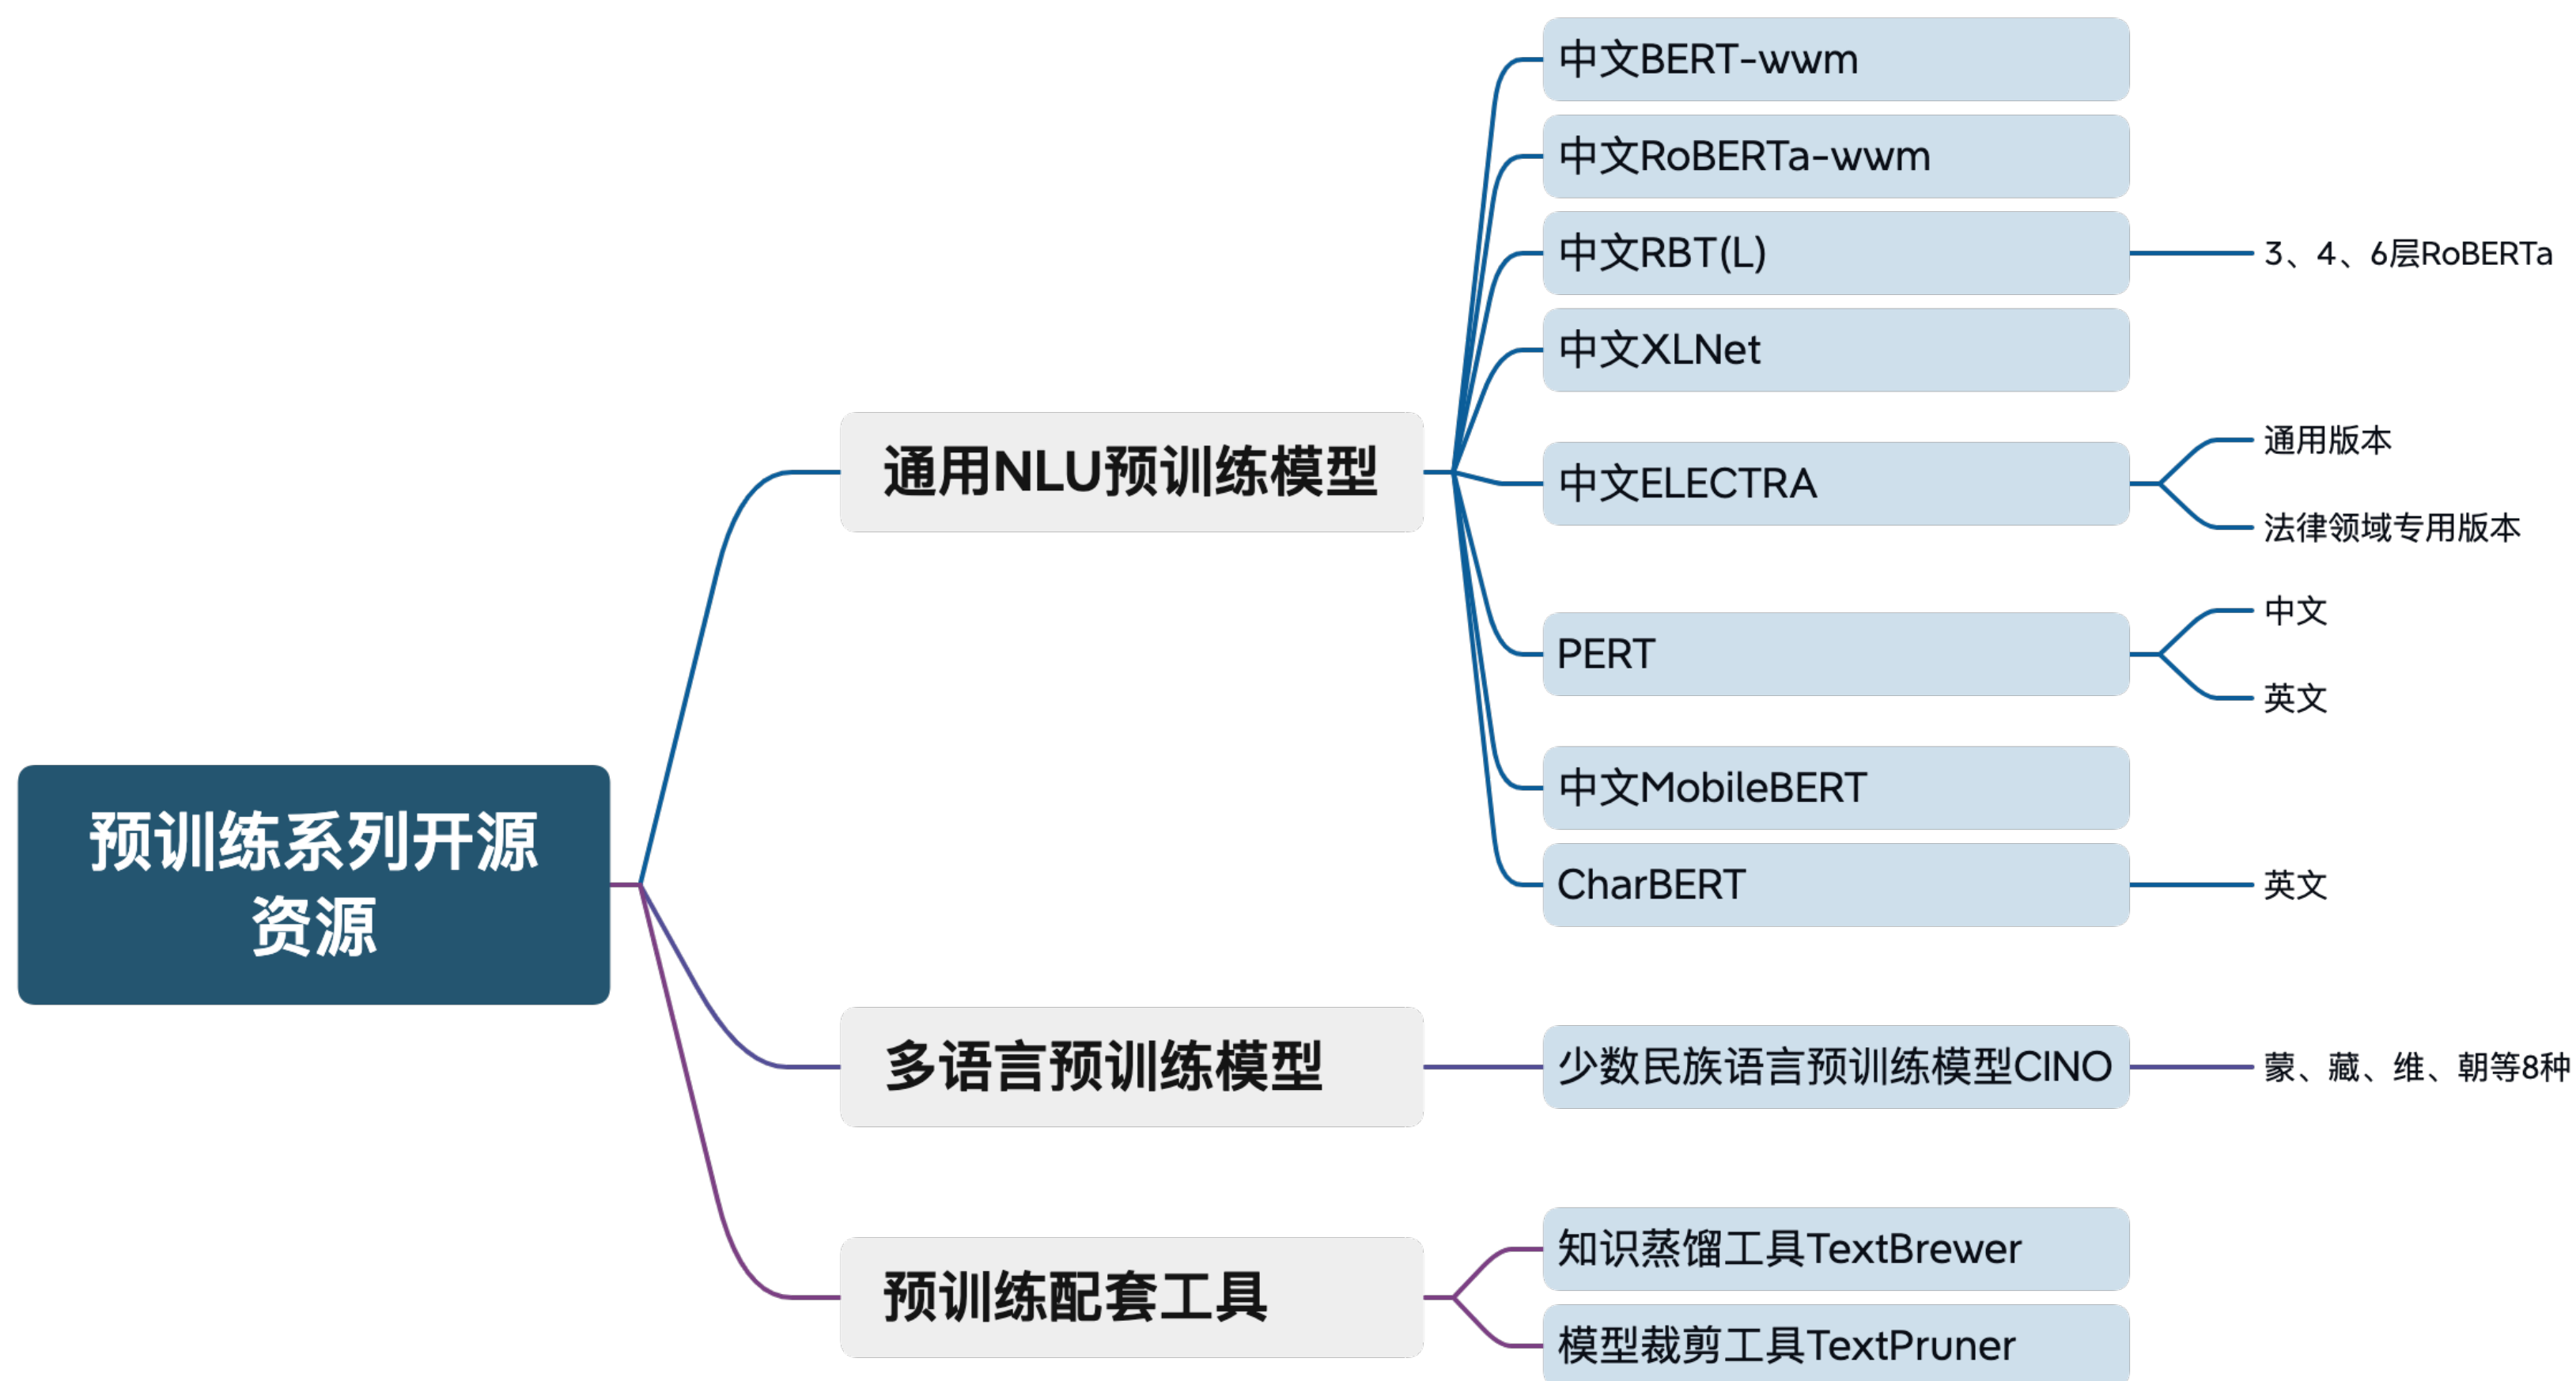 预训练系列开源
资源
通用NLU预训练模型
中文BERT-wwm
中文RoBERTa-wwm
中文RBT(L)
3、4、6层RoBERTa
中文XLNet
中文ELECTRA
通用版本
法律领域专用版本
PERT
中文
英文
中文MobileBERT
CharBERT
英文
多语言预训练模型
少数民族语言预训练模型CINO
蒙、藏、维、朝等8种
预训练配套工具
知识蒸馏工具TextBrewer
模型裁剪工具TextPruner